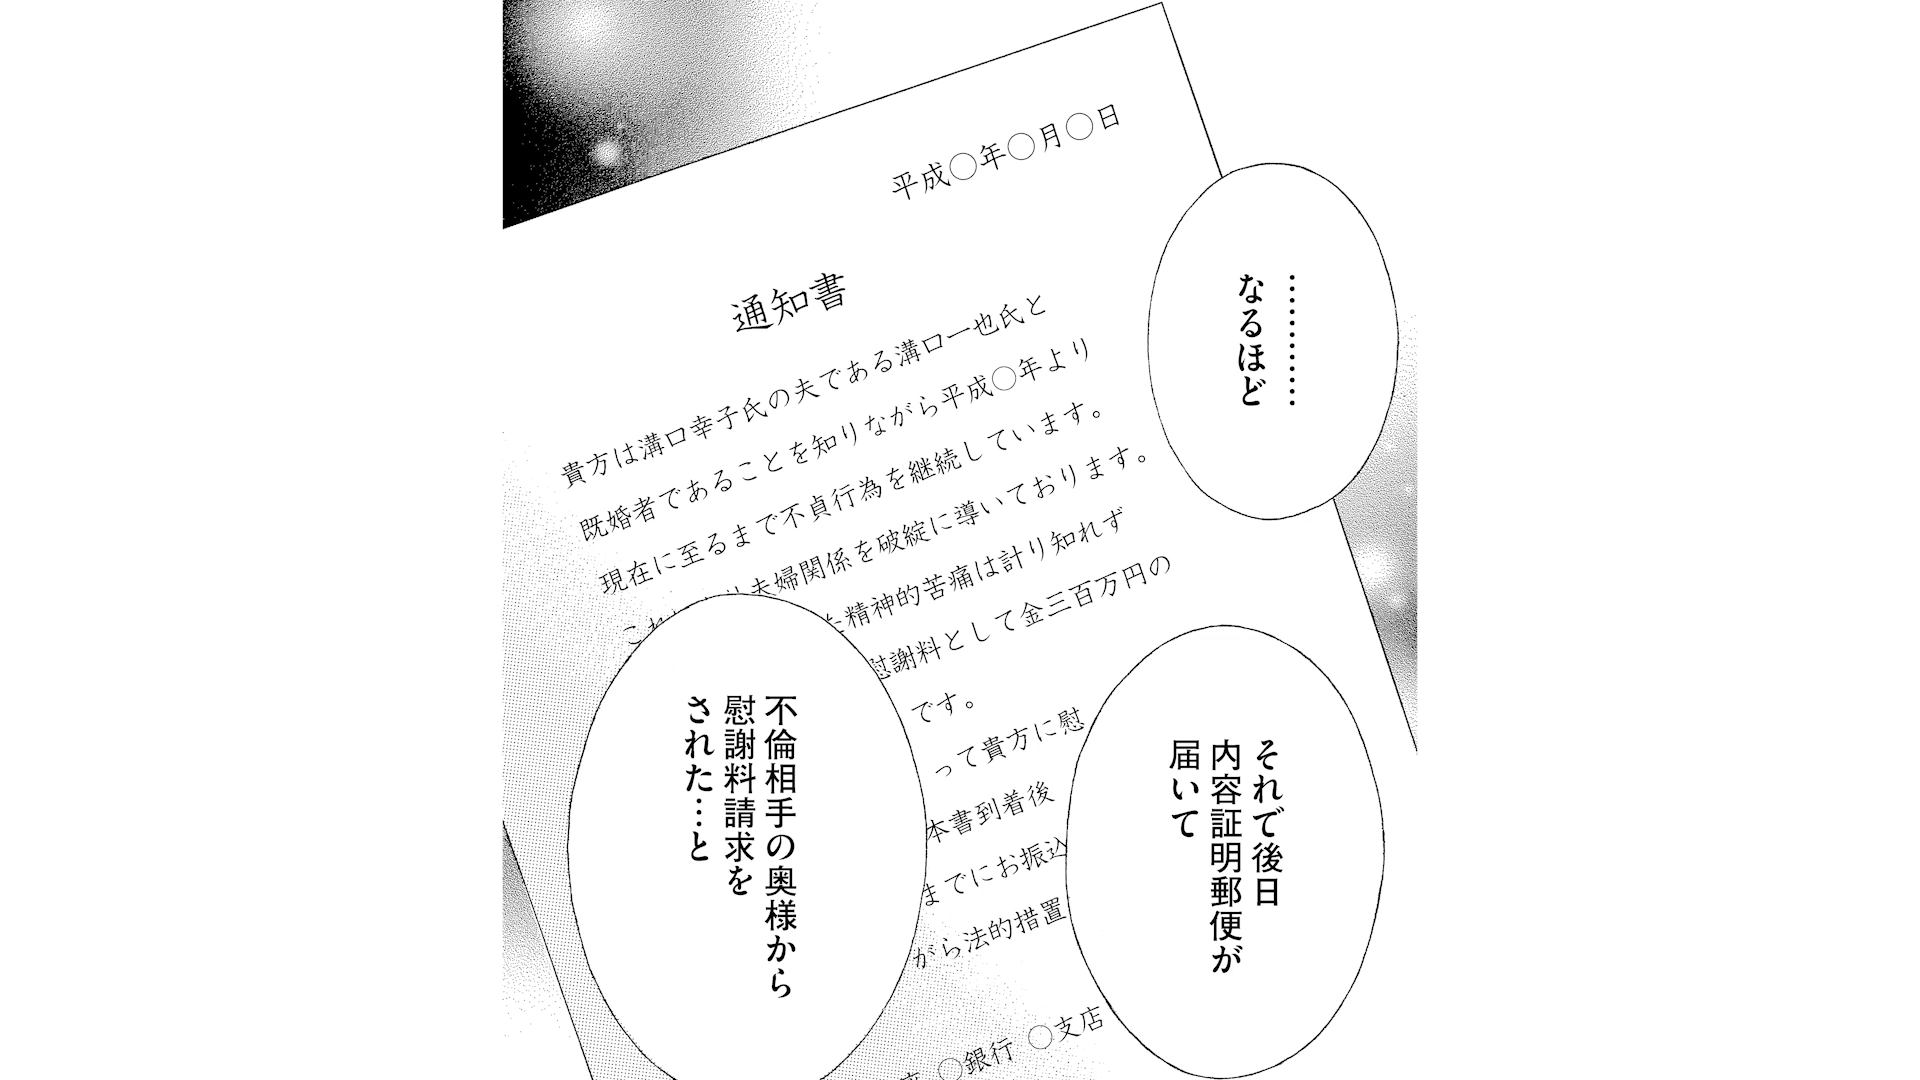 …………
なるほど
それで後日
内容証明郵便が
届いて
不倫相手の奥様から
慰謝料請求を
された…と
平成〇年〇月〇日
通知書
貴方は溝口幸子氏の夫である溝口一也氏と
既婚者であることを知りながら平成〇年より
現在に至るまで不貞行為を継続しています。
これ
夫婦関係を破綻に導いております。
精神的苦痛は計り知れず
慰謝料として金三百万円の
です。
って貴方に慰
本書到着後
までにお振込
がら法的措置
〇銀行 〇支店